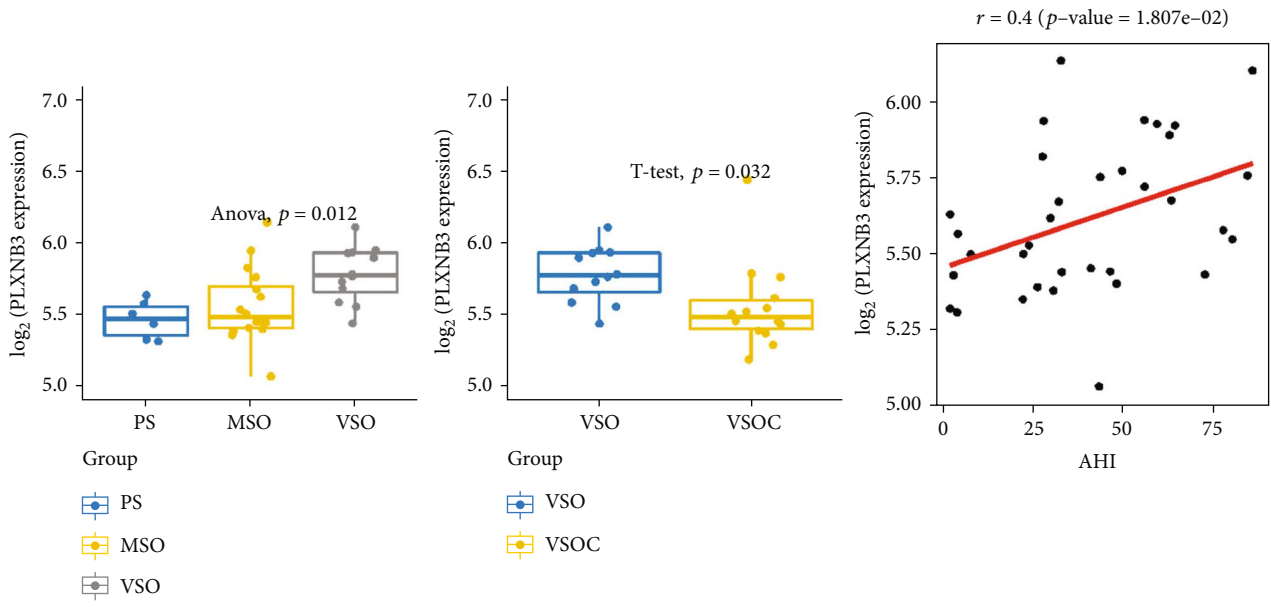 7.0
6.5
6.0
5.5
5.0
log2 (PLXNB3 expression)
Anova, p = 0.012
PS MSO VSO
Group
PS
MSO
VSO
7.0
6.5
6.0
5.5
5.0
log2 (PLXNB3 expression)
T-test, p = 0.032
VSO VSOC
Group
VSO
VSOC
r = 0.4 (p–value = 1.807e–02)
6.00
5.75
5.50
5.25
5.00
log2 (PLXNB3 expression)
0 25 50 75
AHI